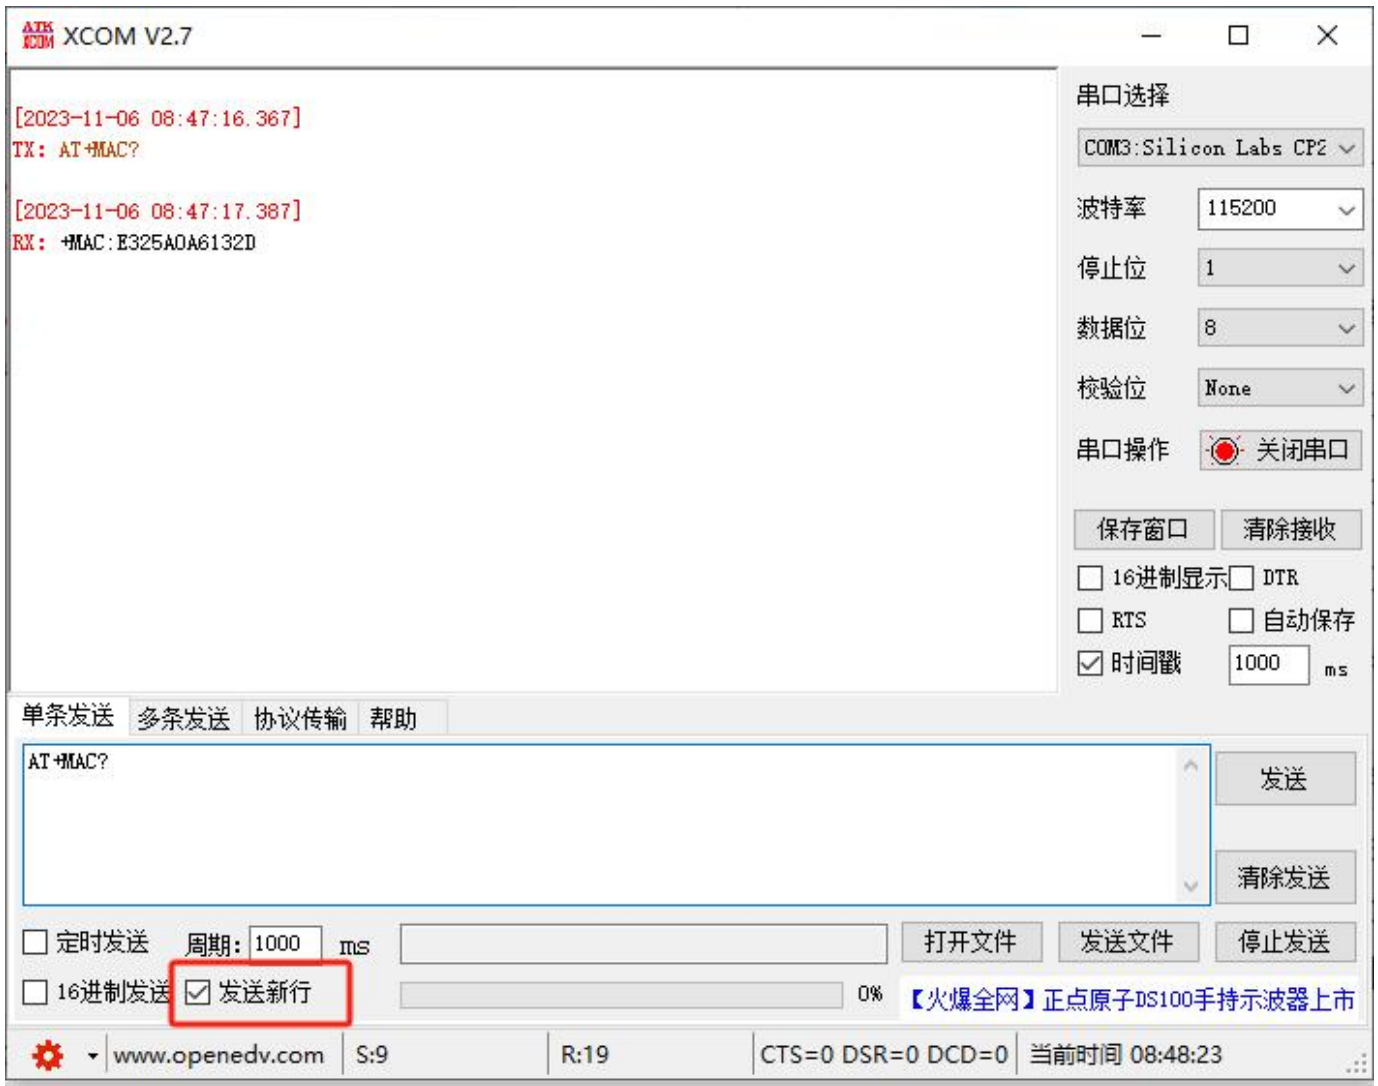 ATK XCOM XCOM V2.7
[2023-11-06 08:47:16.367]
TX: AT+MAC?
[2023-11-06 08:47:17.387]
RX: +MAC:E325A0A6132D
串口选择
COM3:Silicon Labs CP2
波特率 115200
停止位 1
数据位 8
校验位 None
串口操作 关闭串口
保存窗口 清除接收
16进制显示 DTR
RTS 自动保存
时间戳 1000 ms
单条发送 多条发送 协议传输 帮助
AT+MAC?
发送
清除发送
定时发送 周期: 1000 ms 打开文件 发送文件 停止发送
16进制发送 发送新行 0% 【火爆全网】正点原子DS100手持示波器上市
www.openedv.com S:9 R:19 CTS=0 DSR=0 DCD=0 当前时间 08:48:23